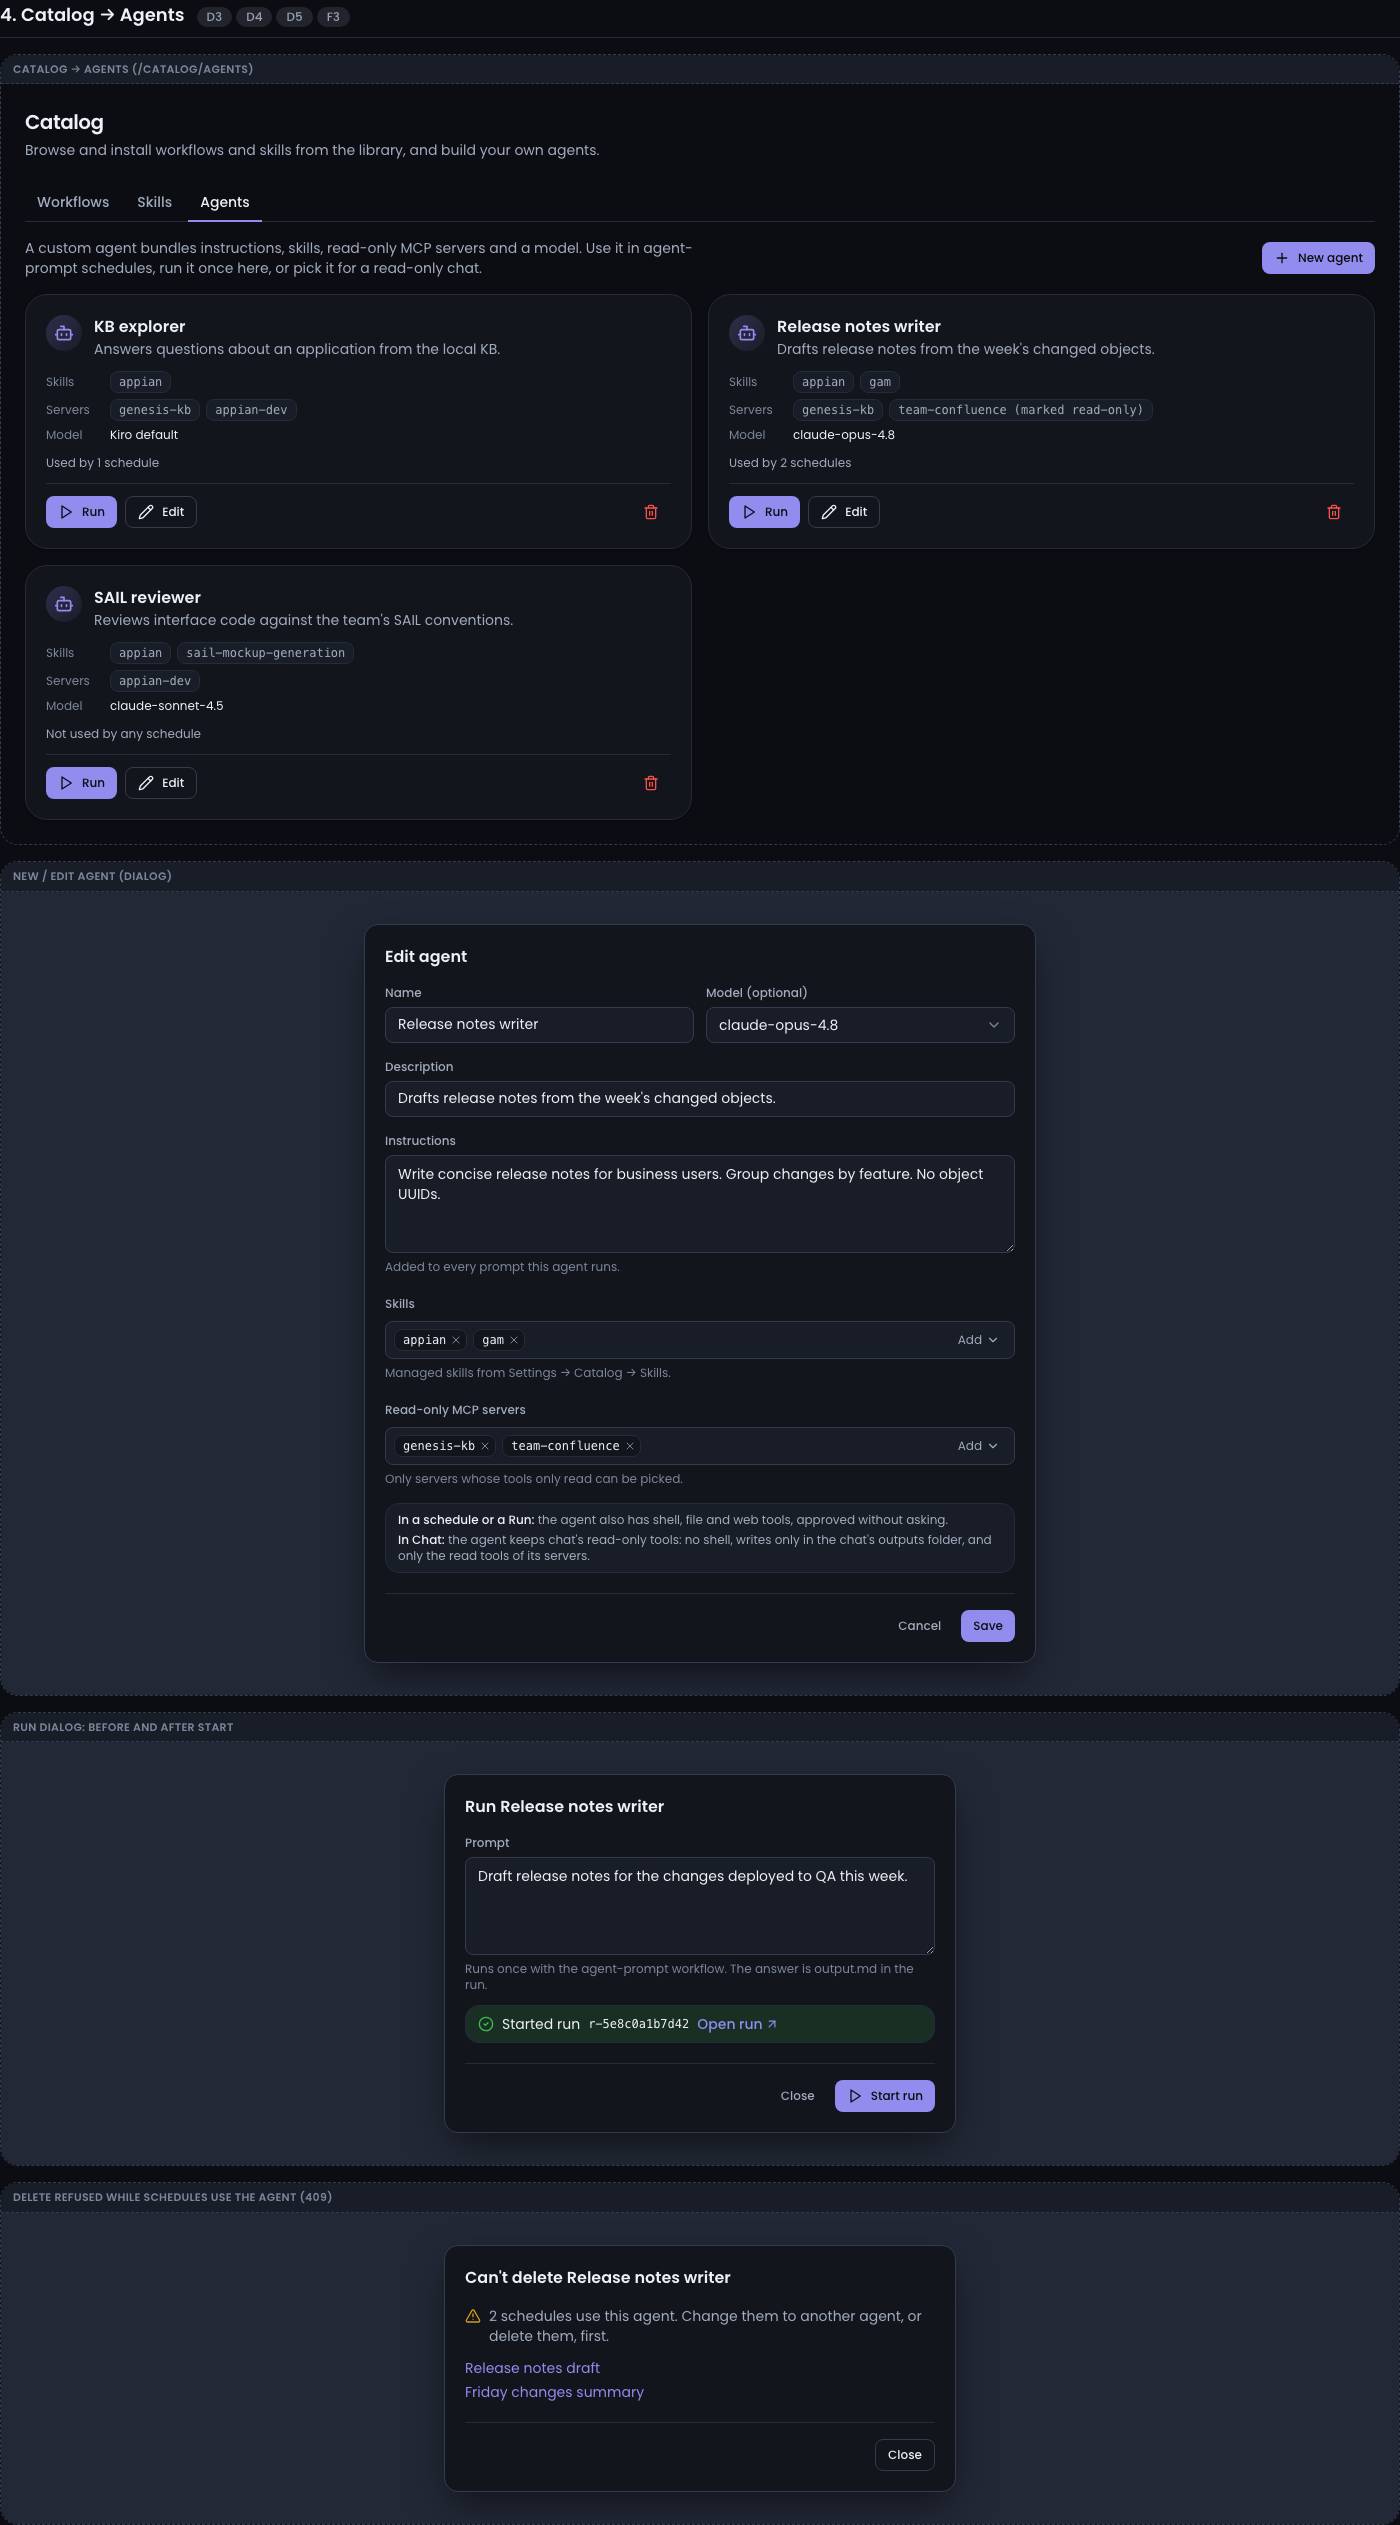 4. Catalog → Agents D3 D4 D5 F3
CATALOG → AGENTS (/CATALOG/AGENTS)
Catalog
Browse and install workflows and skills from the library, and build your own agents.
Workflows Skills Agents
A custom agent bundles instructions, skills, read-only MCP servers and a model. Use it in agent-
prompt schedules, run it once here, or pick it for a read-only chat.
New agent
KB explorer
Answers questions about an application from the local KB.
Skills appian
Servers genesis-kb appian-dev
Model Kiro default
Used by 1 schedule
Run Edit
Release notes writer
Drafts release notes from the week's changed objects.
Skills appian gam
Servers genesis-kb team-confluence (marked read-only)
Model claude-opus-4.8
Used by 2 schedules
Run Edit
SAIL reviewer
Reviews interface code against the team's SAIL conventions.
Skills appian sail-mockup-generation
Servers appian-dev
Model claude-sonnet-4.5
Not used by any schedule
Run Edit
NEW / EDIT AGENT (DIALOG)
Edit agent
Name Model (optional)
Release notes writer claude-opus-4.8
Description
Drafts release notes from the week's changed objects.
Instructions
Write concise release notes for business users. Group changes by feature. No object
UUIDs.
Added to every prompt this agent runs.
Skills
appian gam Add
Managed skills from Settings → Catalog → Skills.
Read-only MCP servers
genesis-kb team-confluence Add
Only servers whose tools only read can be picked.
In a schedule or a Run: the agent also has shell, file and web tools, approved without asking.
In Chat: the agent keeps chat's read-only tools: no shell, writes only in the chat's outputs folder, and
only the read tools of its servers.
Cancel Save
RUN DIALOG: BEFORE AND AFTER START
Run Release notes writer
Prompt
Draft release notes for the changes deployed to QA this week.
Runs once with the agent-prompt workflow. The answer is output.md in the
run.
Started run r-5e8c0a1b7d42 Open run ↗
Close Start run
DELETE REFUSED WHILE SCHEDULES USE THE AGENT (409)
Can't delete Release notes writer
2 schedules use this agent. Change them to another agent, or
delete them, first.
Release notes draft
Friday changes summary
Close